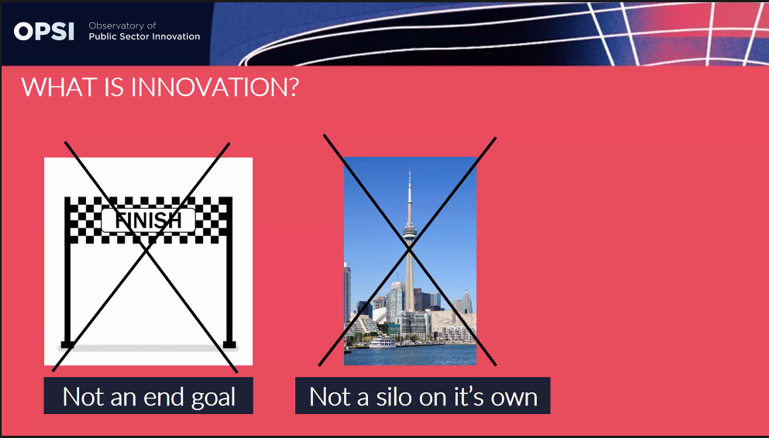 OPSI
Observatory of
Public Sector Innovation
WHAT IS INNOVATION?
FINISH
Not an end goal
Not a silo on it's own